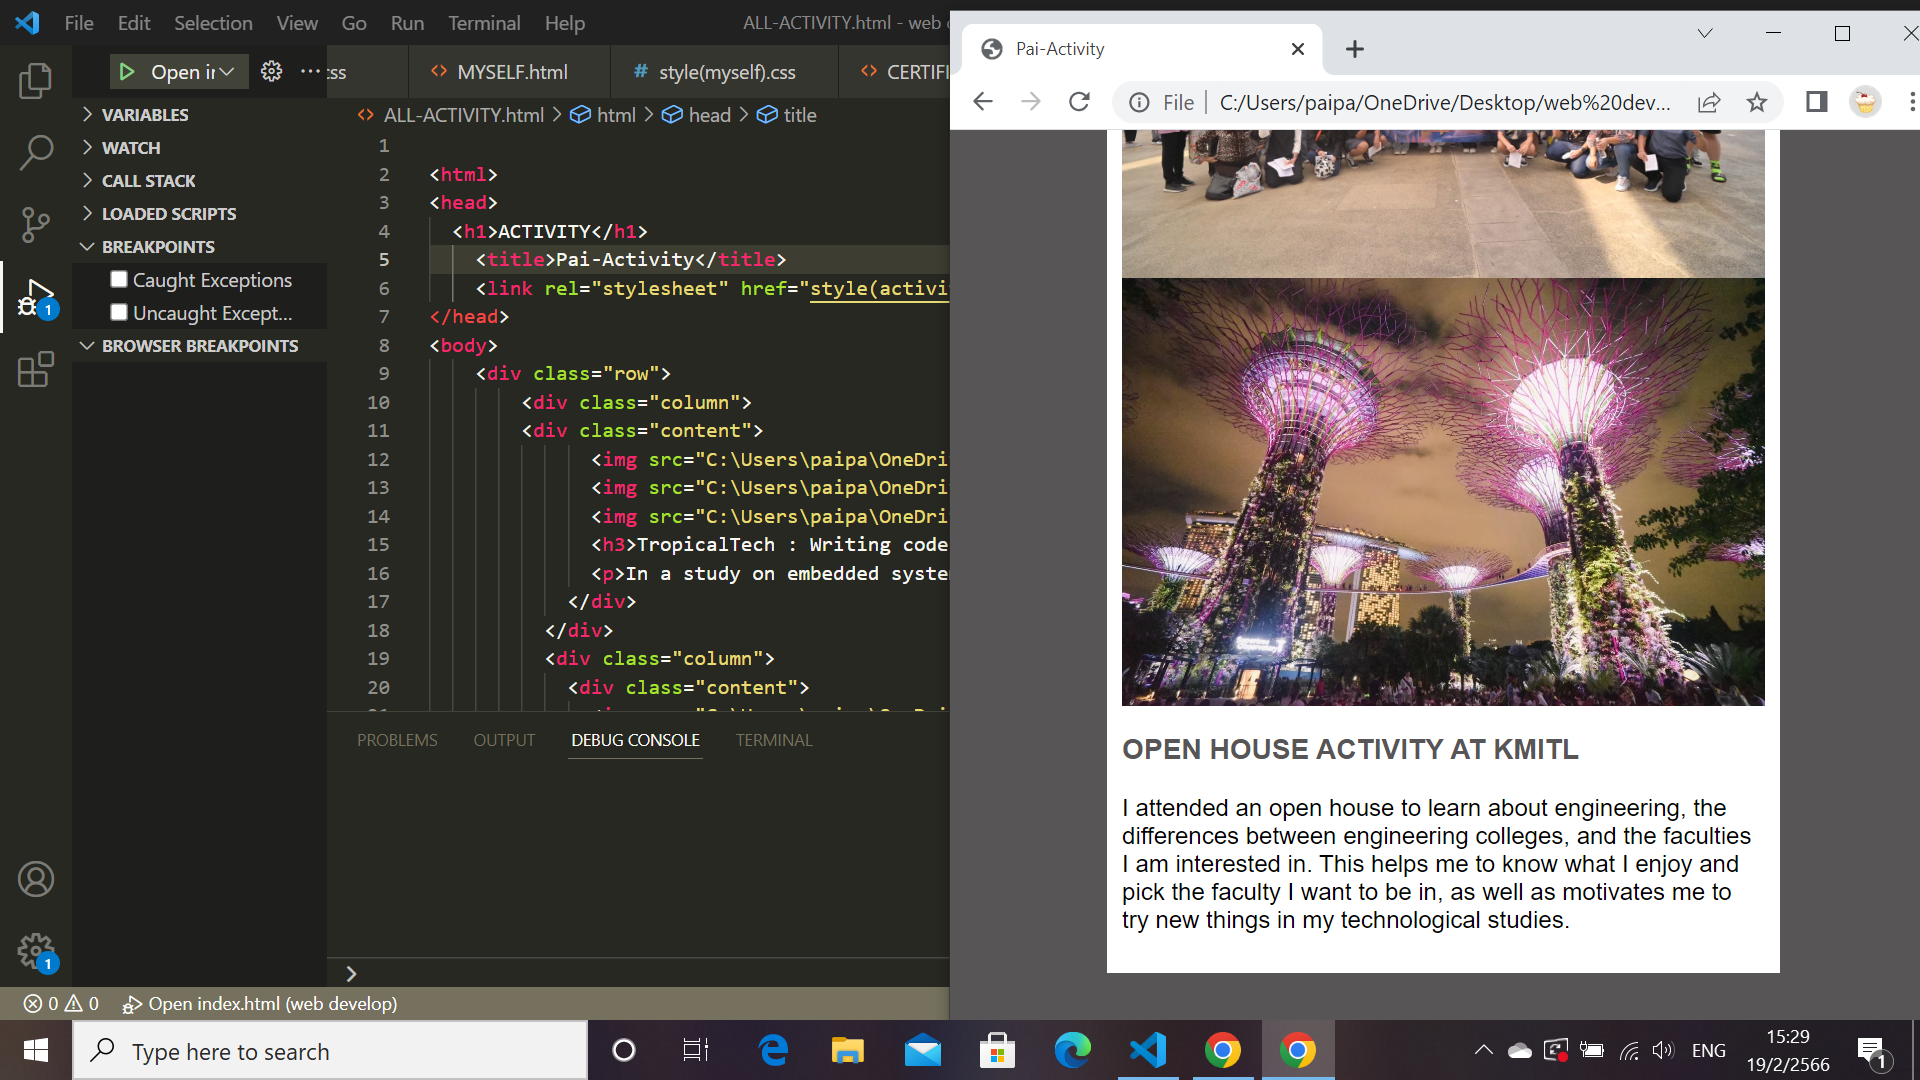 File Edit Selection View Go Run Terminal Help
ALL-ACTIVITY.html - web
Open
css
MYSELF.html
# style(myself).css
CERTIFI
VARIABLES
WATCH
CALL STACK
LOADED SCRIPTS
BREAKPOINTS
Caught Exceptions
Uncaught Except...
BROWSER BREAKPOINTS
1
1
ALL-ACTIVITY.html > html > head > title
1
2 <html>
3 <head>
4 <h1>ACTIVITY</h1>
5 <title>Pai-Activity</title>
6 <link rel="stylesheet" href="style(activi
7 </head>
8 <body>
9 <div class="row">
10 <div class="column">
11 <div class="content">
12 <img src="C:\Users\paipa\OneDri
13 <img src="C:\Users\paipa\OneDri
14 <img src="C:\Users\paipa\OneDri
15 <h3>TropicalTech : Writing code
16 <p>In a study on embedded syste
17 </div>
18 </div>
19 <div class="column">
20 <div class="content">
PROBLEMS OUTPUT DEBUG CONSOLE TERMINAL
0 0 Open index.html (web develop)
Pai-Activity
File C:/Users/paipa/OneDrive/Desktop/web%20dev...
OPEN HOUSE ACTIVITY AT KMITL
I attended an open house to learn about engineering, the
differences between engineering colleges, and the faculties
I am interested in. This helps me to know what I enjoy and
pick the faculty I want to be in, as well as motivates me to
try new things in my technological studies.
Type here to search
ENG
15:29
19/2/2566
1